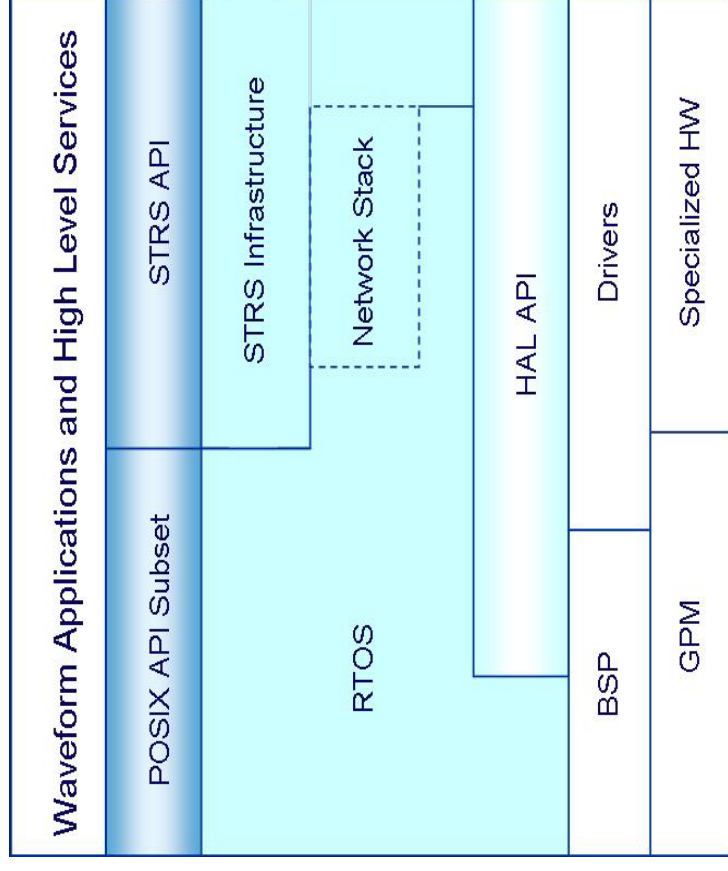 Waveform Applications and High Level Services
POSIX API Subset
STRS API
STRS Infrastructure
RTOS
Network Stack
HAL API
BSP
Drivers
GPM
Specialized HW